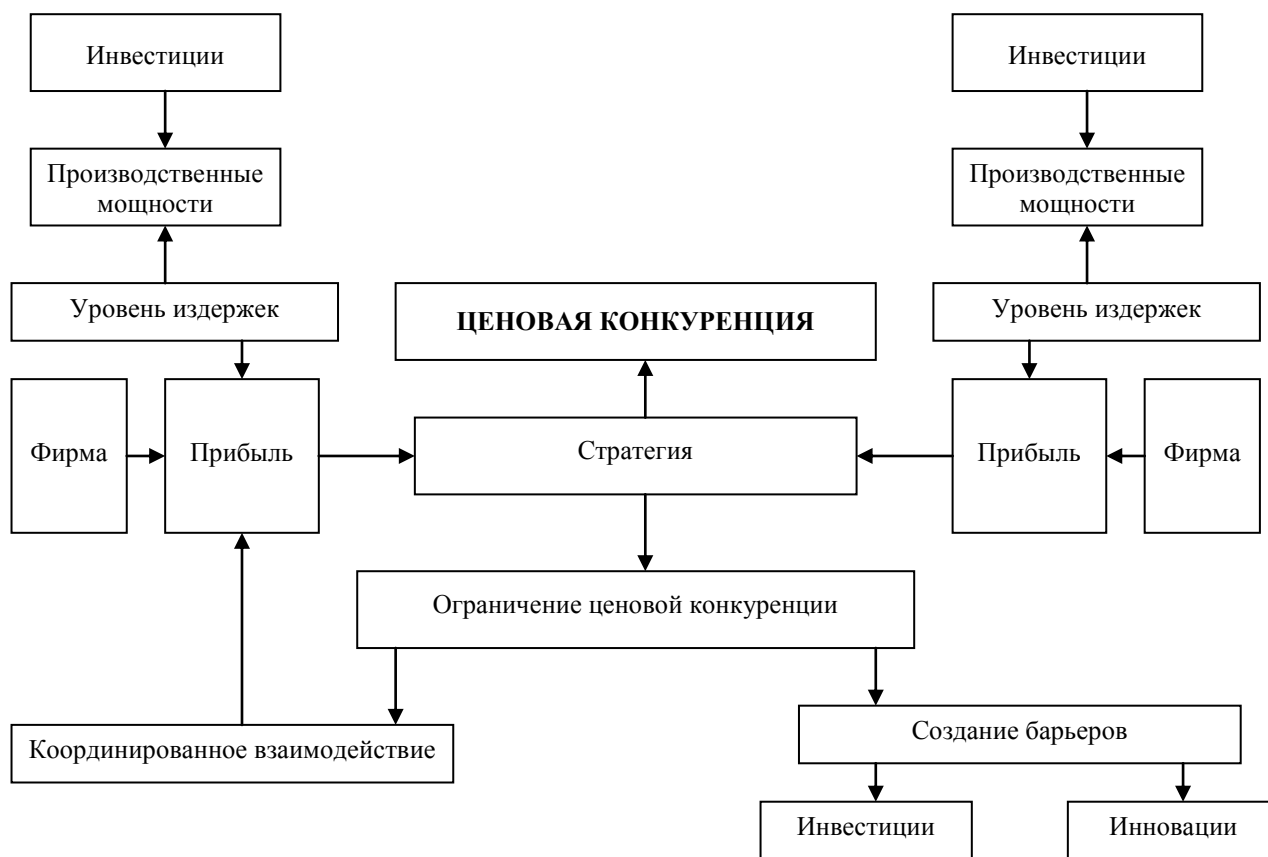 Инвестиции
Инвестиции
Производственные
мощности
Производственные
мощности
Уровень издержек
ЦЕНОВАЯ КОНКУРЕНЦИЯ
Уровень издержек
Фирма
Прибыль
Стратегия
Прибыль
Фирма
Ограничение ценовой конкуренции
Координированное взаимодействие
Создание барьеров
Инвестиции
Инновации